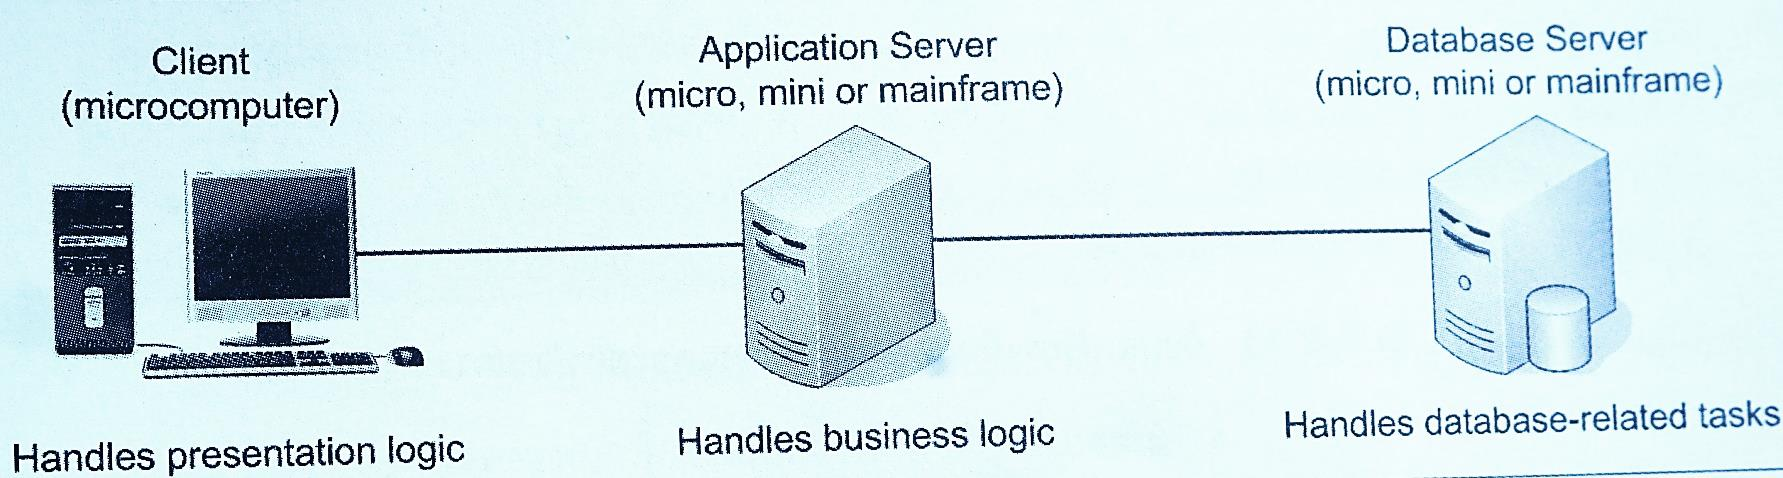 Client
(microcomputer)
Application Server
(micro, mini or mainframe)
Database Server
(micro, mini or mainframe)
Handles presentation logic
Handles business logic
Handles database-related tasks